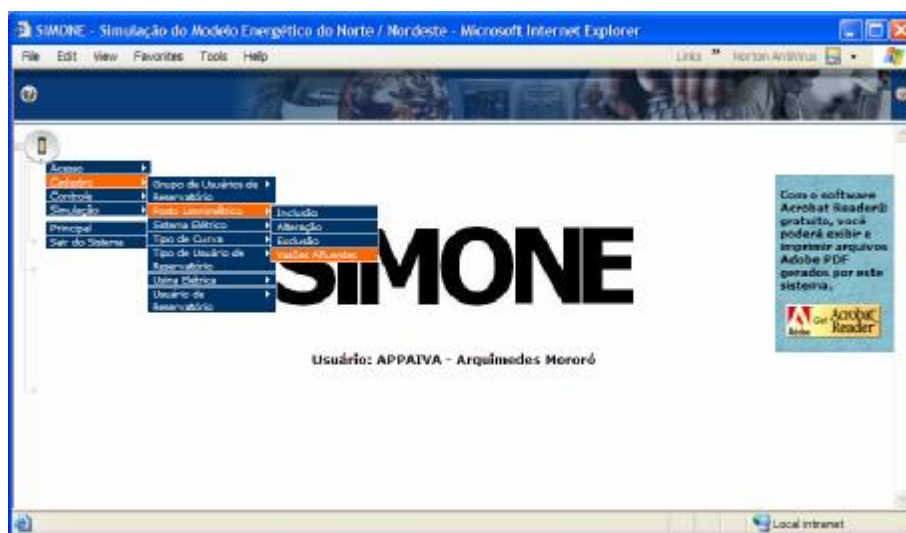 SIMONE - Simulação do Modelo Energético do Norte / Nordeste - Microsoft Internet Explorer
File Edit View Favorites Tools Help
Links » Norton AntiVirus
Acesso
Cadastro
Controle
Simulação
Principal
Sair do Sistema
Grupo de Usuários de
Reservatório
Posto Linimétrico
Sistema Elétrico
Tipo de Curva
Tipo de Usuário de
Reservatório
Usina Elétrica
Usuário de
Reservatório
Inclusão
Alteração
Exclusão
Vazões Afluentes
SIMONE
Usuário: APPAIVA - Arquimedes Mororó
Com o software
Acrobat Reader®
gratuito, você
poderá exibir e
imprimir arquivos
Adobe PDF
gerados por este
sistema.
Adobe
Get Acrobat
Reader
Local intranet